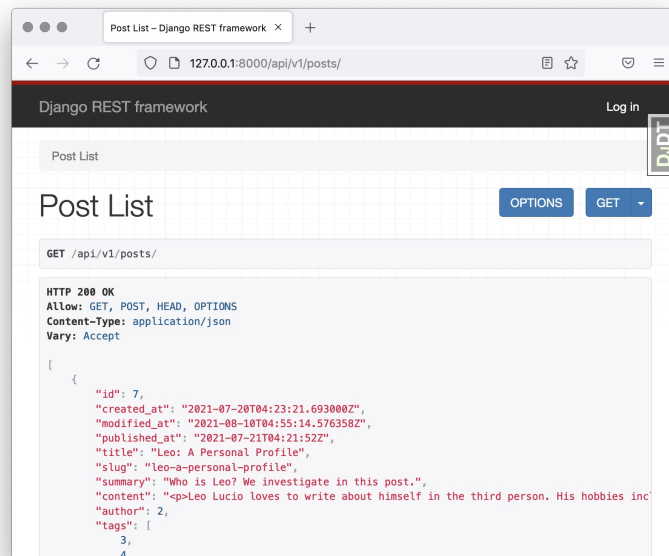 Post List – Django REST framework
127.0.0.1:8000/api/v1/posts/
Django REST framework
Log in
DjDT
Post List
Post List
OPTIONS
GET
GET /api/v1/posts/
HTTP 200 OK
Allow: GET, POST, HEAD, OPTIONS
Content-Type: application/json
Vary: Accept
[
{
"id": 7,
"created_at": "2021-07-20T04:23:21.693000Z",
"modified_at": "2021-08-10T04:55:14.576358Z",
"published_at": "2021-07-21T04:21:52Z",
"title": "Leo: A Personal Profile",
"slug": "leo-a-personal-profile",
"summary": "Who is Leo? We investigate in this post.",
"content": "<p>Leo Lucio loves to write about himself in the third person. His hobbies
"author": 2,
"tags": [
3,
4